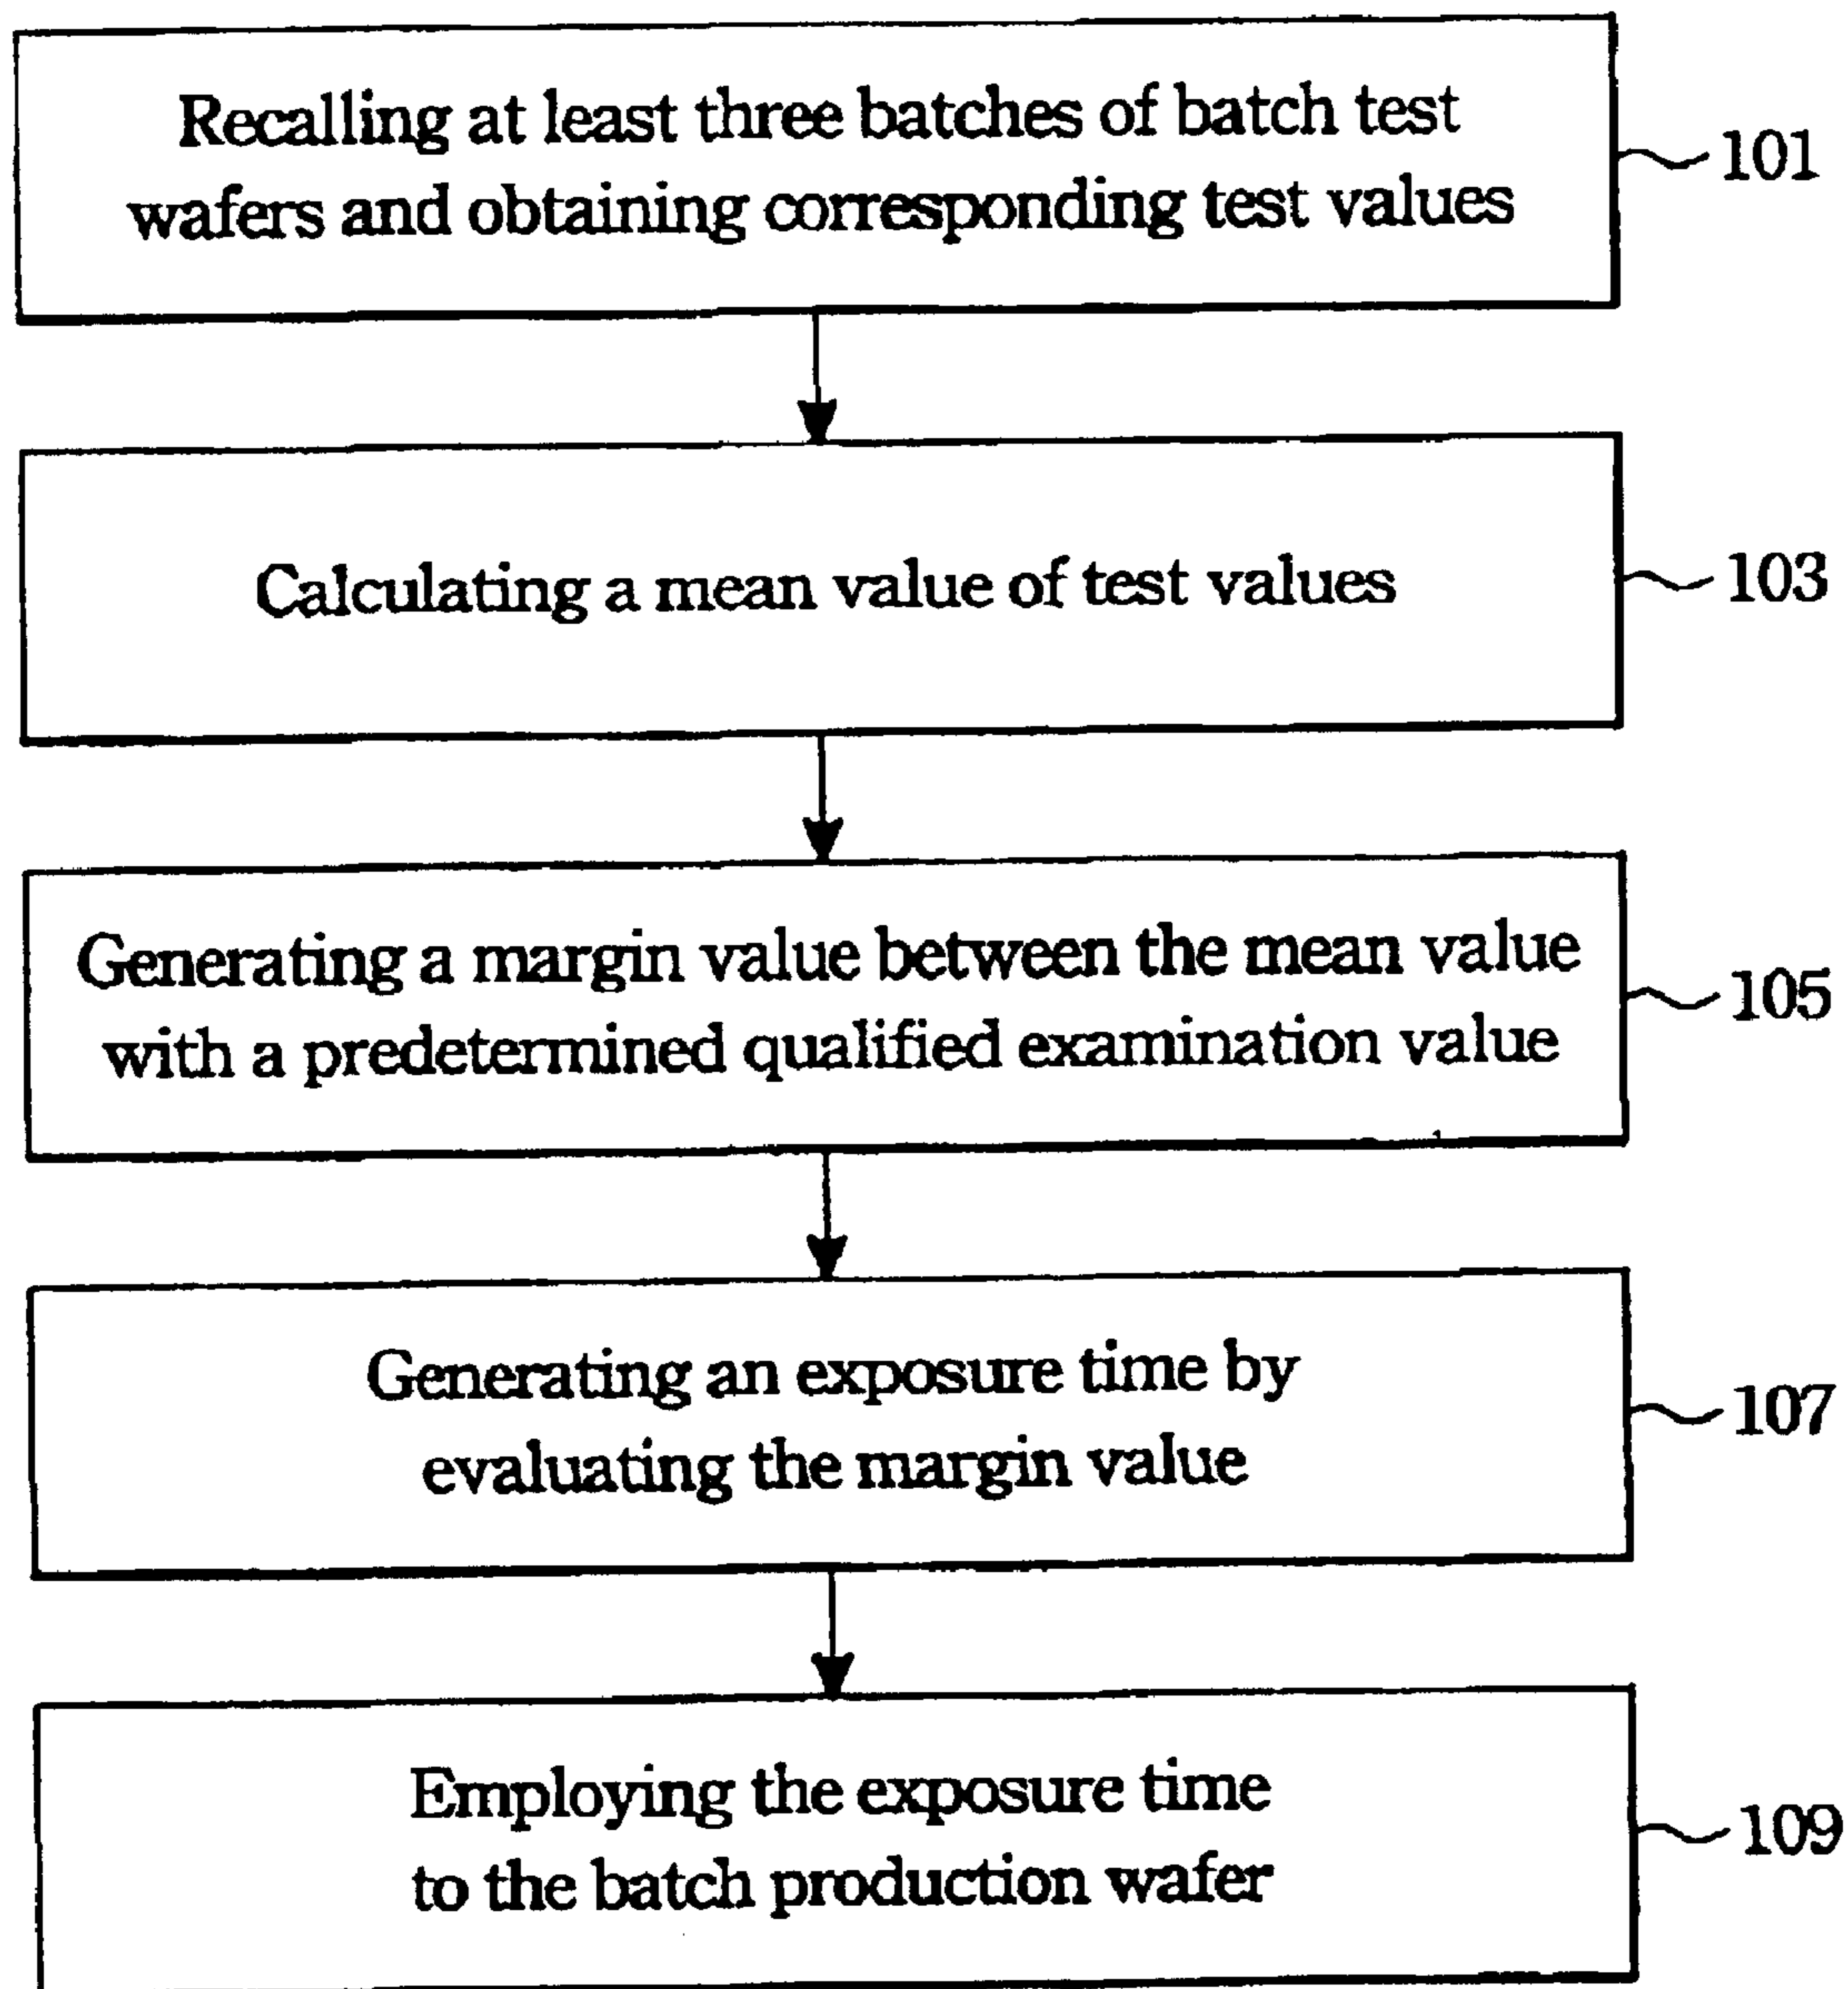 Recalling at least three batches of batch test
wafers and obtaining corresponding test values
101
Calculating a mean value of test values
103
Generating a margin value between the mean value
with a predetermined qualified examination value
105
Generating an exposure time by
evaluating the margin value
107
Employing the exposure time
to the batch production wafer
109